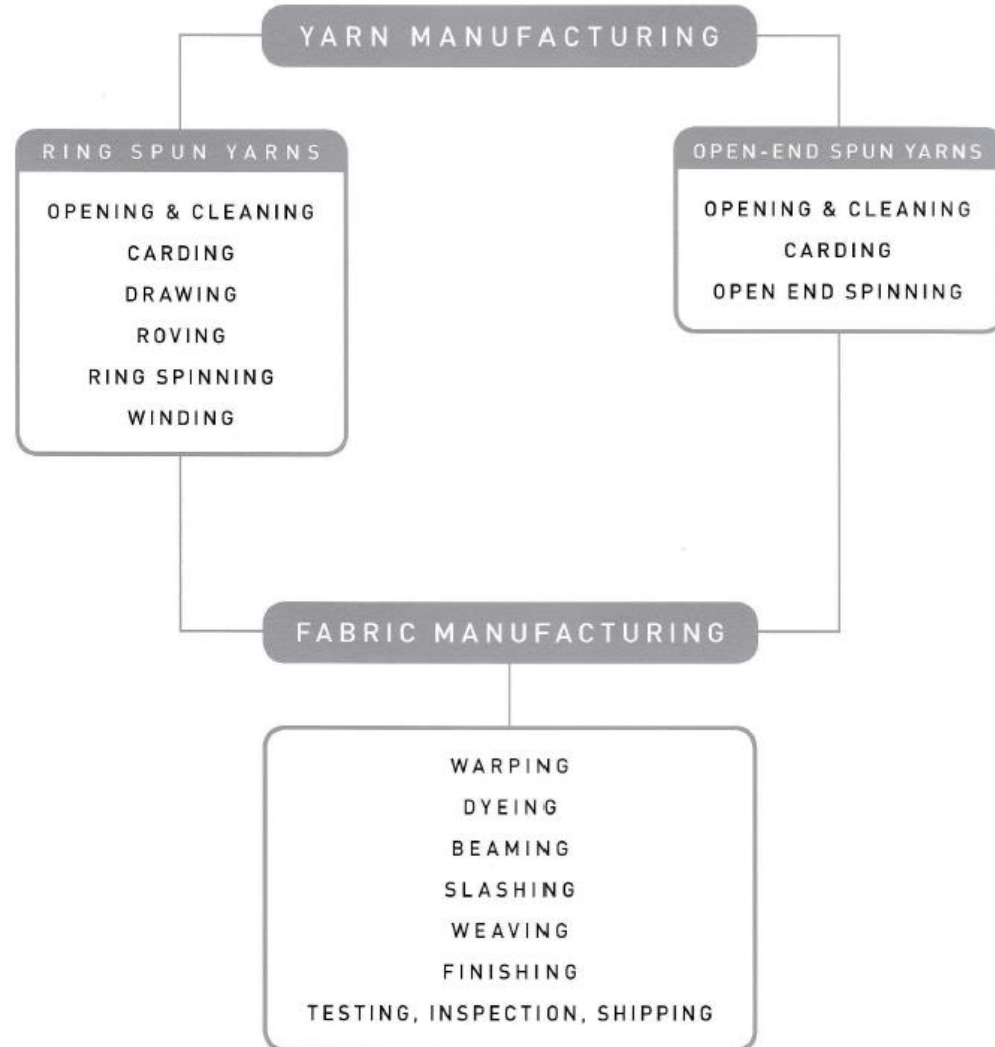 YARN MANUFACTURING
RING SPUN YARNS
OPENING & CLEANING
CARDING
DRAWING
ROVING
RING SPINNING
WINDING
OPEN-END SPUN YARNS
OPENING & CLEANING
CARDING
OPEN END SPINNING
FABRIC MANUFACTURING
WARPING
DYEING
BEAMING
SLASHING
WEAVING
FINISHING
TESTING, INSPECTION, SHIPPING